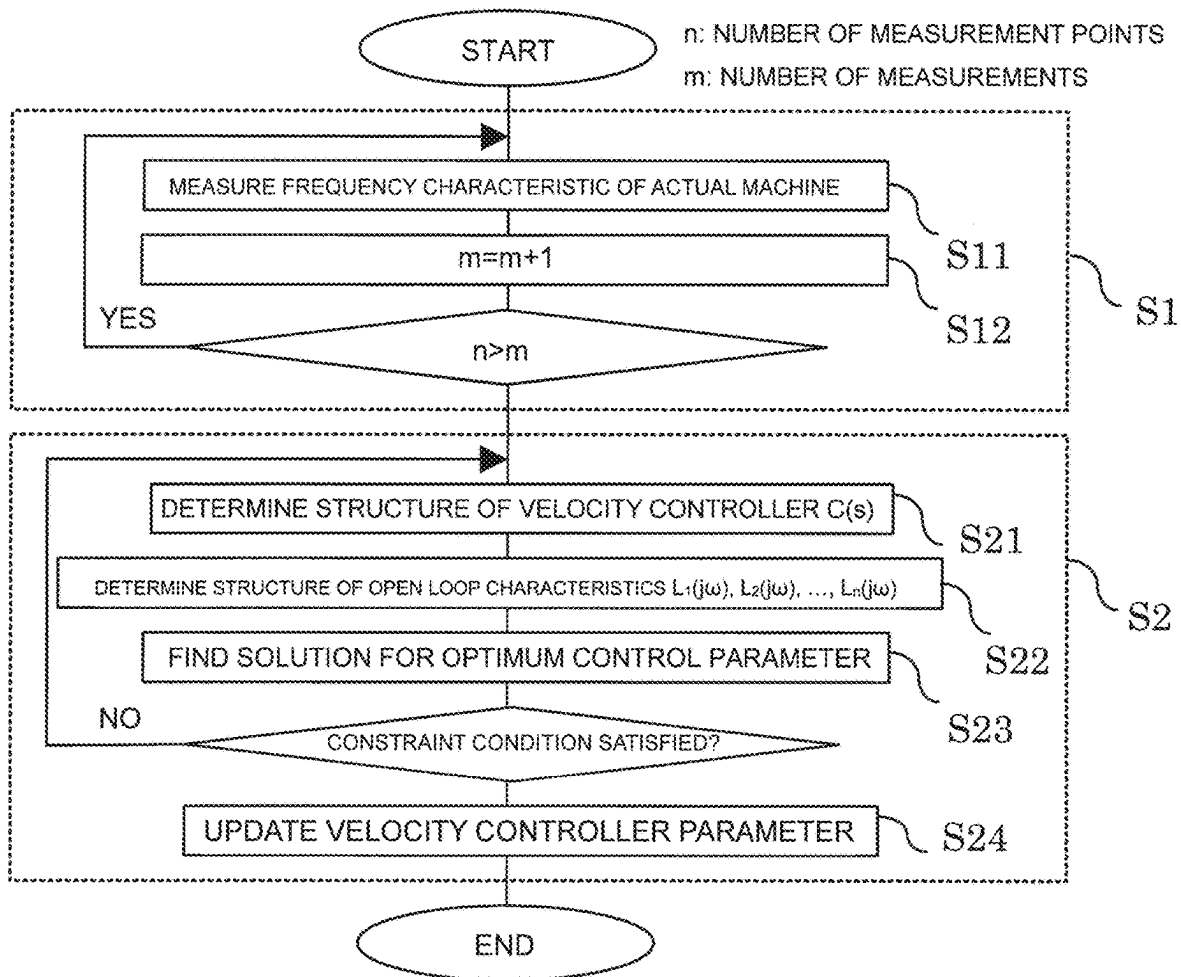 START
n: NUMBER OF MEASUREMENT POINTS
m: NUMBER OF MEASUREMENTS
MEASURE FREQUENCY CHARACTERISTIC OF ACTUAL MACHINE
S11
m=m+1
S12
S1
YES
n>m
DETERMINE STRUCTURE OF VELOCITY CONTROLLER C(s)
S21
DETERMINE STRUCTURE OF OPEN LOOP CHARACTERISTICS L₁(jω), L₂(jω), ..., Lₙ(jω)
S22
S2
FIND SOLUTION FOR OPTIMUM CONTROL PARAMETER
S23
NO
CONSTRAINT CONDITION SATISFIED?
UPDATE VELOCITY CONTROLLER PARAMETER
S24
END